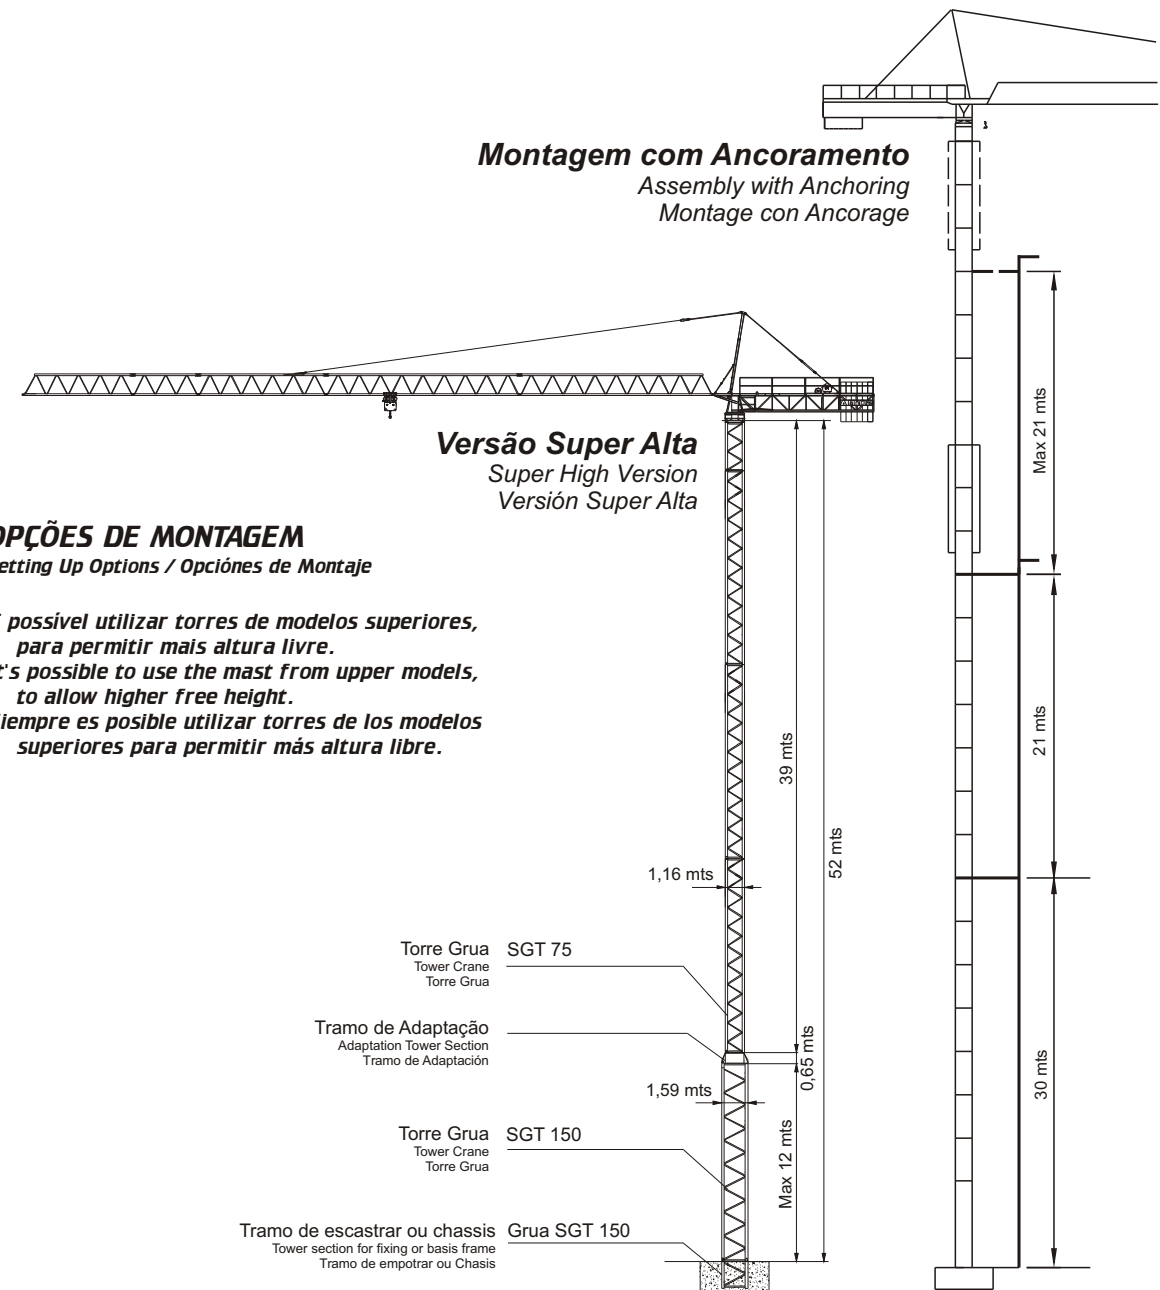 Montagem com Ancoramento
Assembly with Anchoring
Montage con Ancorage
Versão Super Alta
Super High Version
Versión Super Alta
OPÇÕES DE MONTAGEM
etting Up Options / Opciónes de Montaje
possível utilizar torres de modelos superiores,
para permitir mais altura livre.
t's possible to use the mast from upper models,
to allow higher free height.
iempre es posible utilizar torres de los modelos
superiores para permitir más altura libre.
Max 21 mts
21 mts
30 mts
39 mts
52 mts
1,16 mts
Torre Grua SGT 75
Tower Crane
Torre Grua
Tramo de Adaptação
Adaptation Tower Section
Tramo de Adaptación
0,65 mts
1,59 mts
Max 12 mts
Torre Grua SGT 150
Tower Crane
Torre Grua
Tramo de escastrar ou chassis Grua SGT 150
Tower section for fixing or basis frame
Tramo de empotrar ou Chasis